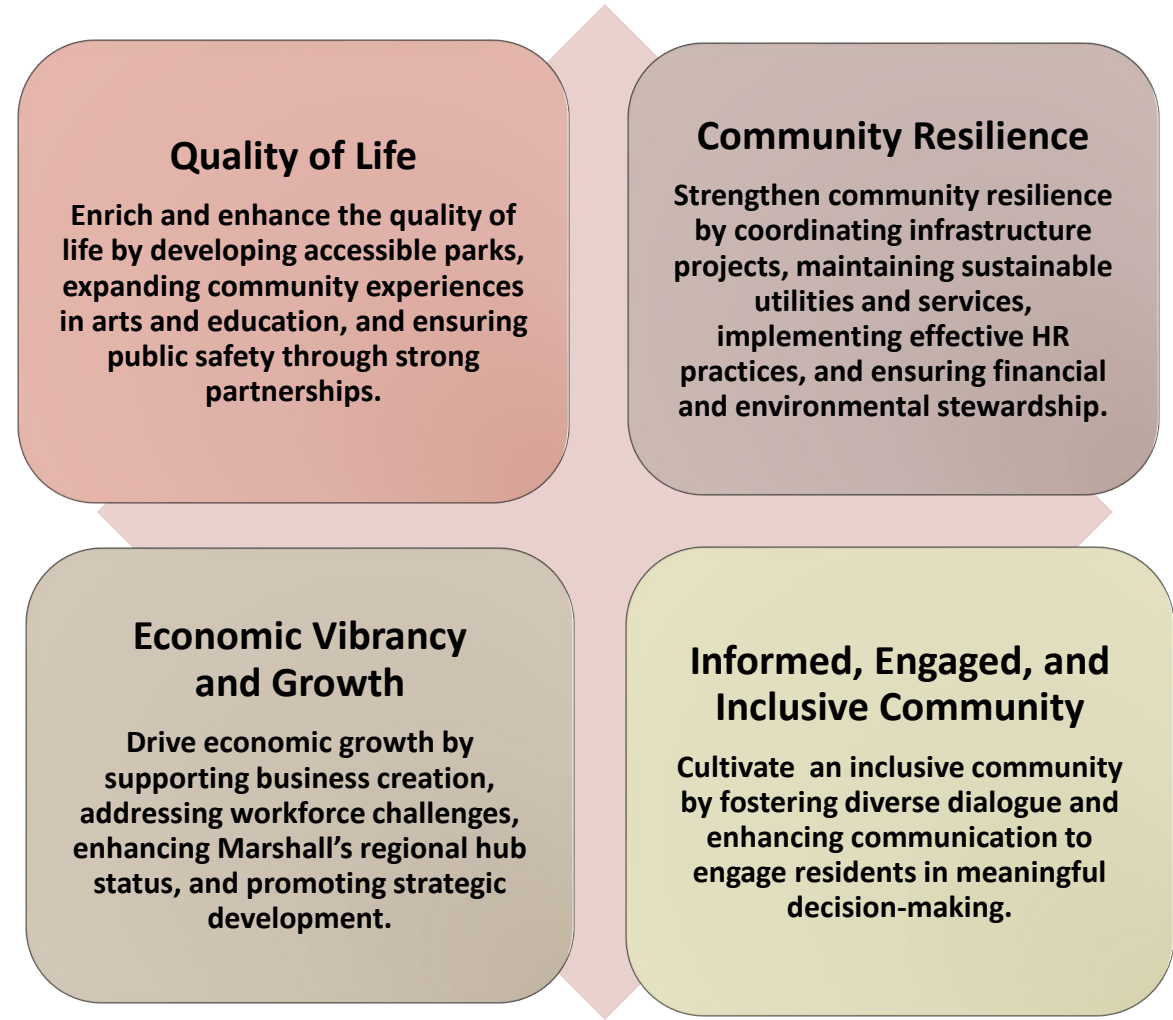 Quality of Life
Enrich and enhance the quality of
life by developing accessible parks,
expanding community experiences
in arts and education, and ensuring
public safety through strong
partnerships.
Community Resilience
Strengthen community resilience
by coordinating infrastructure
projects, maintaining sustainable
utilities and services,
implementing effective HR
practices, and ensuring financial
and environmental stewardship.
Economic Vibrancy
and Growth
Drive economic growth by
supporting business creation,
addressing workforce challenges,
enhancing Marshall’s regional hub
status, and promoting strategic
development.
Informed, Engaged, and
Inclusive Community
Cultivate  an inclusive community
by fostering diverse dialogue and
enhancing communication to
engage residents in meaningful
decision-making.